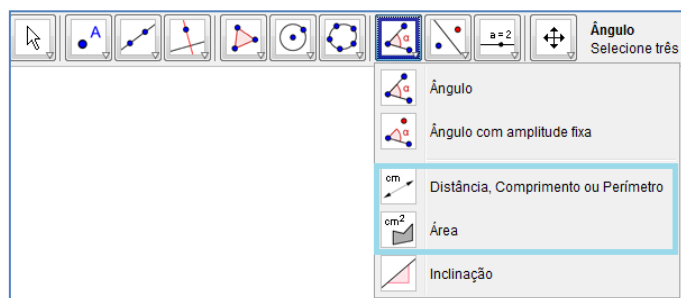 A
α
a = 2
Ângulo
Selecione três
α
Ângulo
α
Ângulo com amplitude fixa
cm
Distância, Comprimento ou Perímetro
cm²
Área
Inclinação